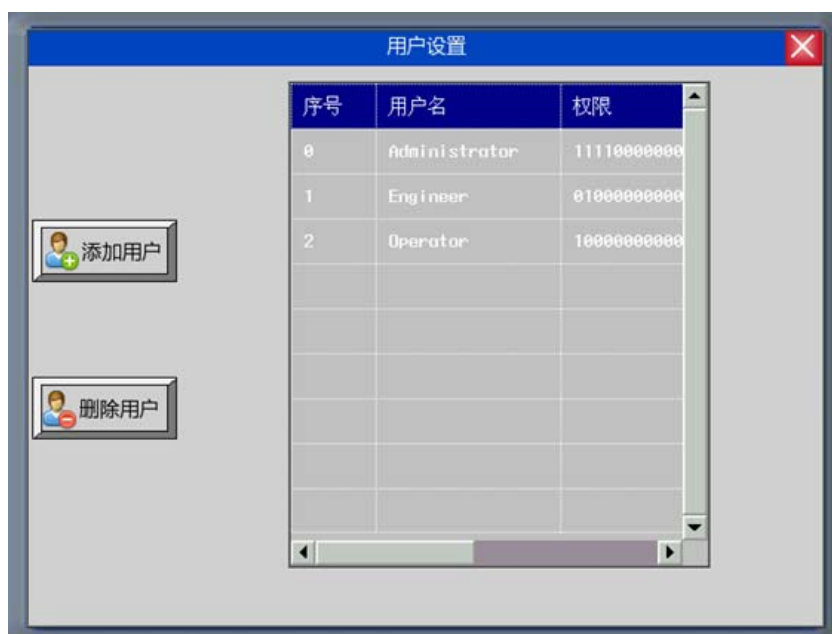 用户设置
序号 用户名 权限
0 Administrator 11110000000
1 Engineer 01000000000
2 Operator 10000000000
添加用户
删除用户